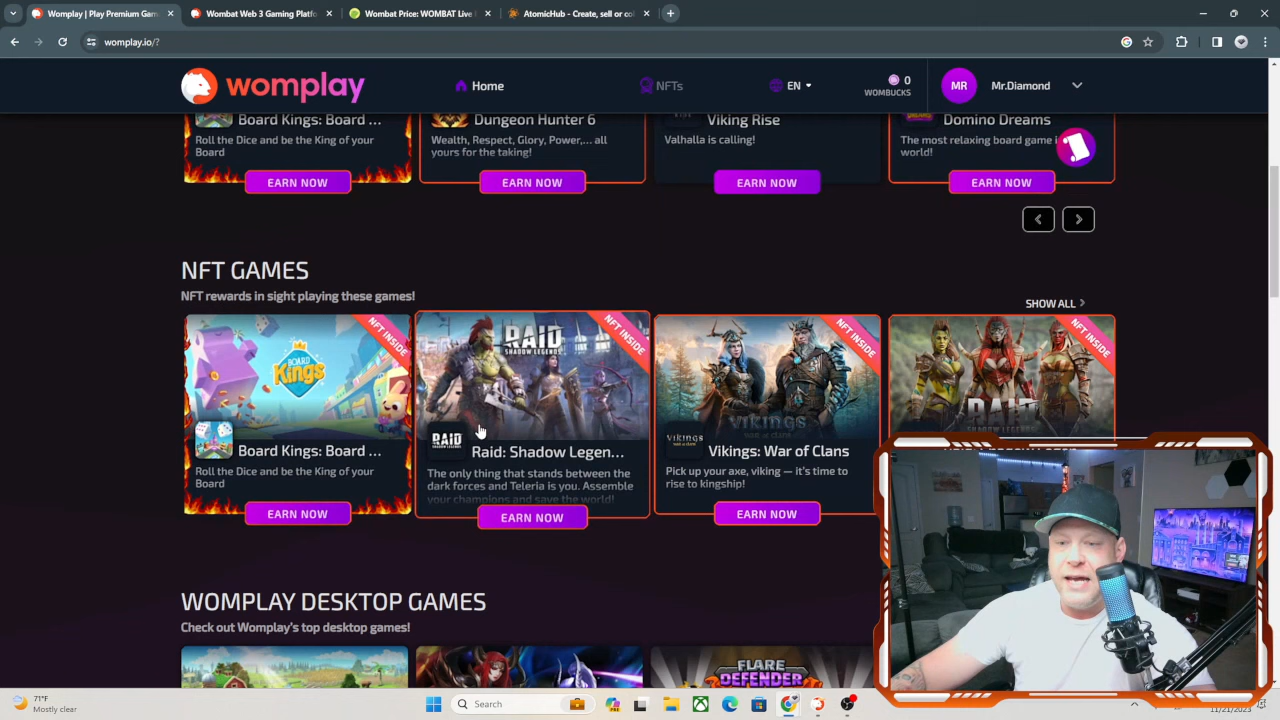 Womplay | Play Premium Gam
Wombat Web 3 Gaming Platfo
Wombat Price: WOMBAT Live
AtomicHub - Create, sell or co
womplay.io/?
womplay
Home
NFTs
EN
0
WOMBUCKS
MR
Mr.Diamond
Board Kings: Board ...
Roll the Dice and be the King of your
Board
EARN NOW
Dungeon Hunter 6
Wealth, Respect, Glory, Power,... all
yours for the taking!
EARN NOW
Viking Rise
Valhalla is calling!
EARN NOW
Domino Dreams
The most relaxing board game i
world!
EARN NOW
NFT GAMES
NFT rewards in sight playing these games!
SHOW ALL
NFT INSIDE
BOARD
Kings
Board Kings: Board ...
Roll the Dice and be the King of your
Board
EARN NOW
NFT INSIDE
RAID
SHADOW LEGENDS
RAID
Raid: Shadow Legen...
The only thing that stands between the
dark forces and Teleria is you. Assemble
your champions and save the world!
EARN NOW
NFT INSIDE
VIKINGS
VIKINGS
Vikings: War of Clans
Pick up your axe, viking — it's time to
rise to kingship!
EARN NOW
NFT INSIDE
RAID
WOMPLAY DESKTOP GAMES
Check out Womplay's top desktop games!
FLARE
DEFENDER
71°F
Mostly clear
Search
11/21/2023